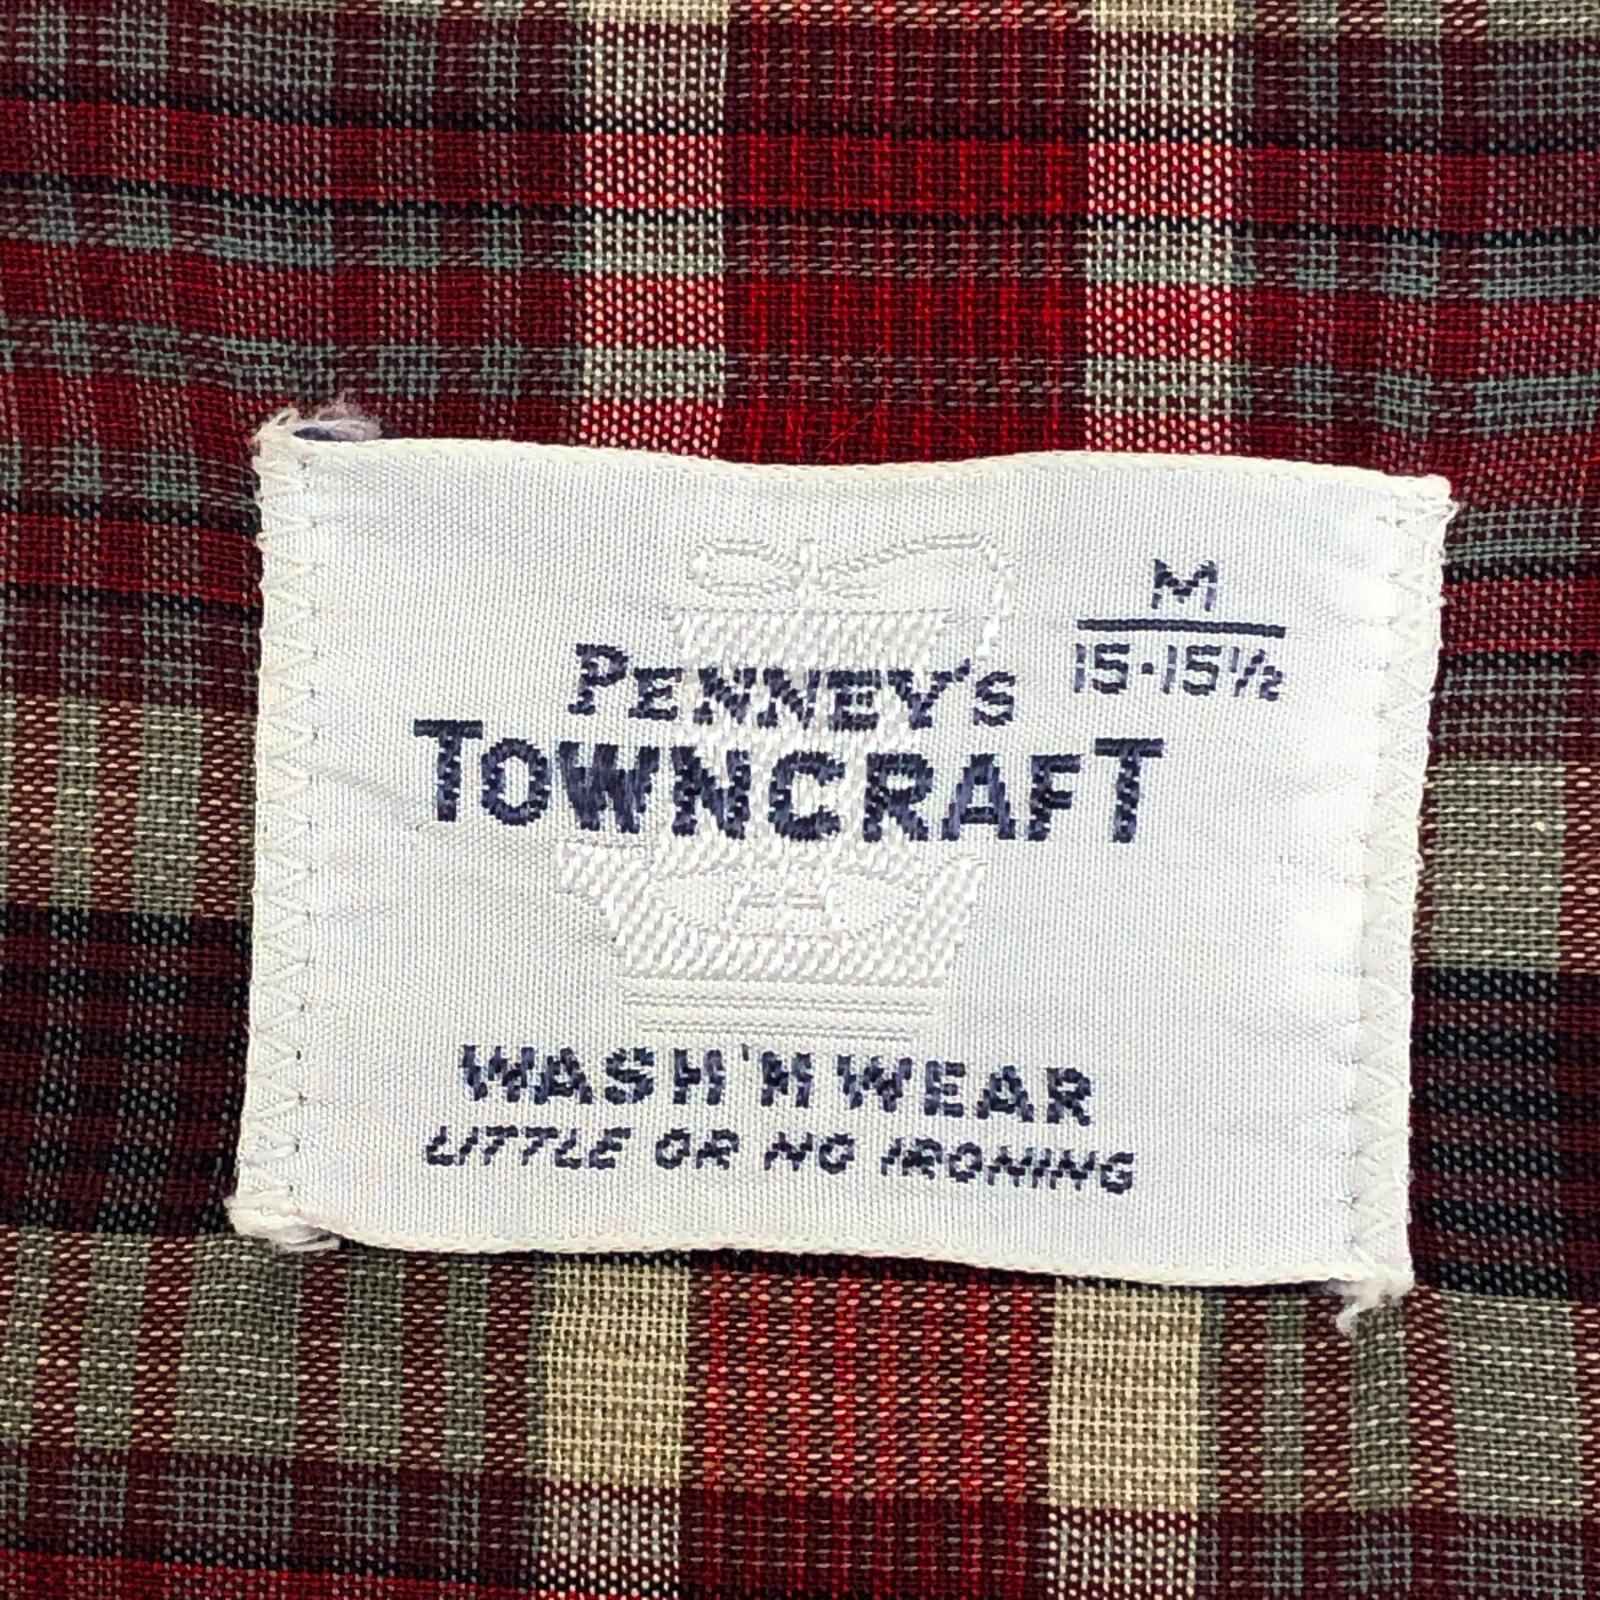 M
15·15½
PENNEY'S
TOWNCRAFT
WASH 'N WEAR
LITTLE OR NO IRONING